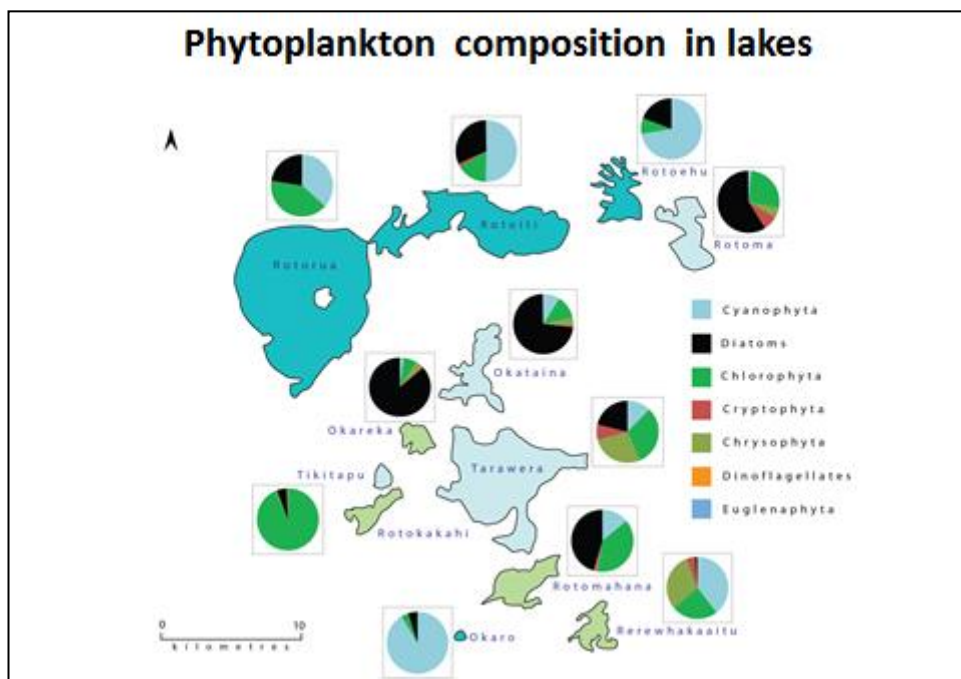 Phytoplankton composition in lakes
Rotoehu
Rotoiti
Rotorua
Rotoma
Cyanophyta
Diatoms
Chlorophyta
Cryptophyta
Chrysophyta
Dinoflagellates
Euglenaphyta
Okataina
Okareka
Tikitapu
Tarawera
Rotokakahi
Rotomahana
Rerewhakaaitu
Okaro
0 10
kilometres